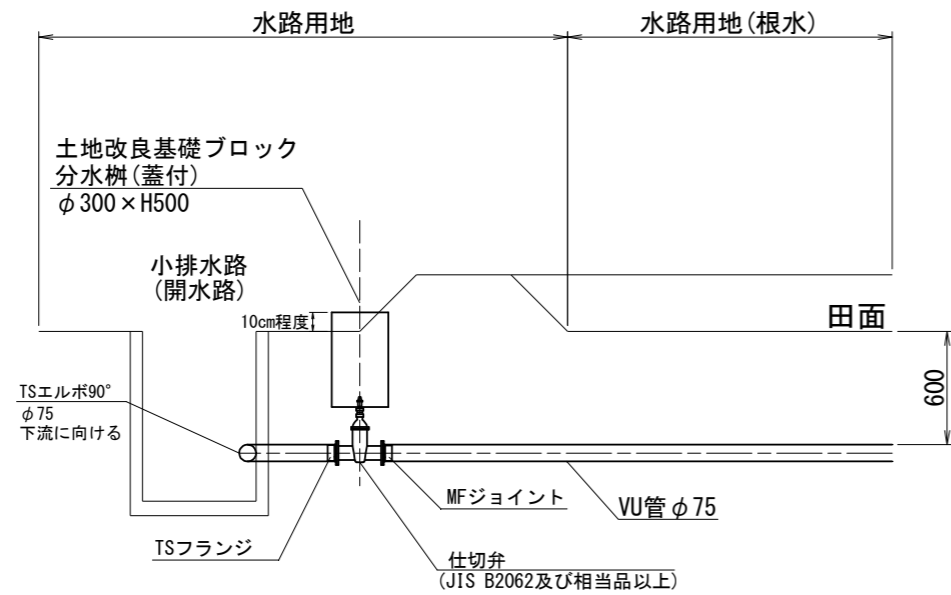 水路用地
水路用地(根水)
土地改良基礎ブロック
分水桝(蓋付)
φ300×H500
小排水路
(開水路)
10cm程度
田面
600
TSエルボ90°
φ75
下流に向ける
MFジョイント
VU管φ75
TSフランジ
仕切弁
(JIS B2062及び相当品以上)